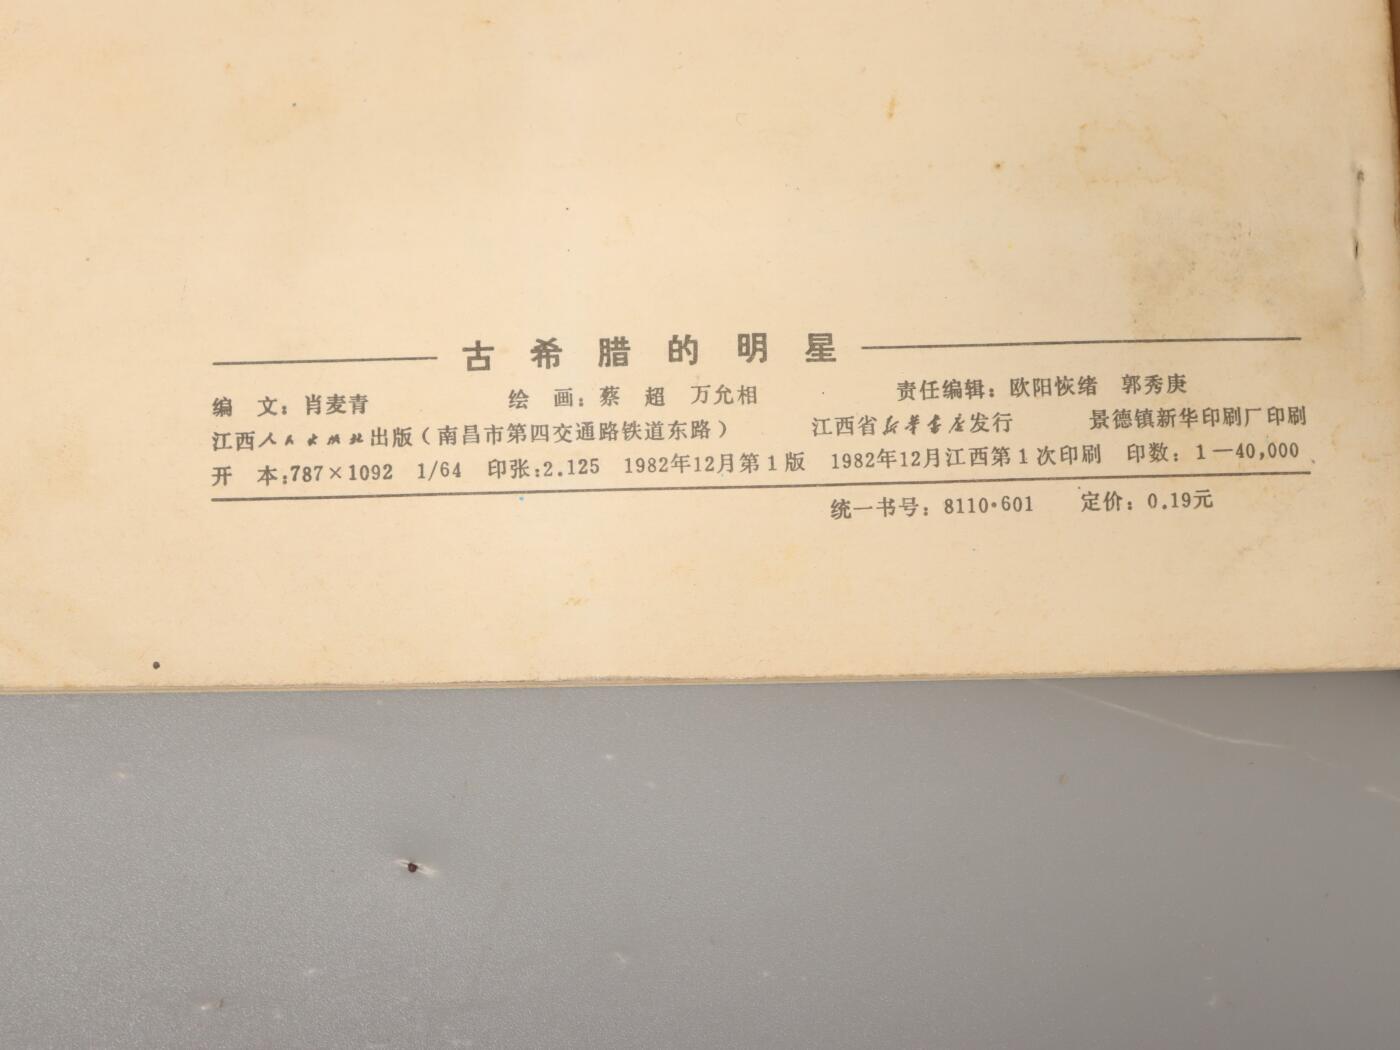 古希腊的明星
编 文：肖麦青 绘 画：蔡 超 万允相 责任编辑：欧阳恢绪 郭秀庚
江西人民出版社出版（南昌市第四交通路铁道东路） 江西省新华书店发行 景德镇新华印刷厂印刷
开 本：787×1092 1/64 印张：2.125 1982年12月第1版 1982年12月江西第1次印刷 印数：1—40,000
统一书号：8110·601 定价：0.19元